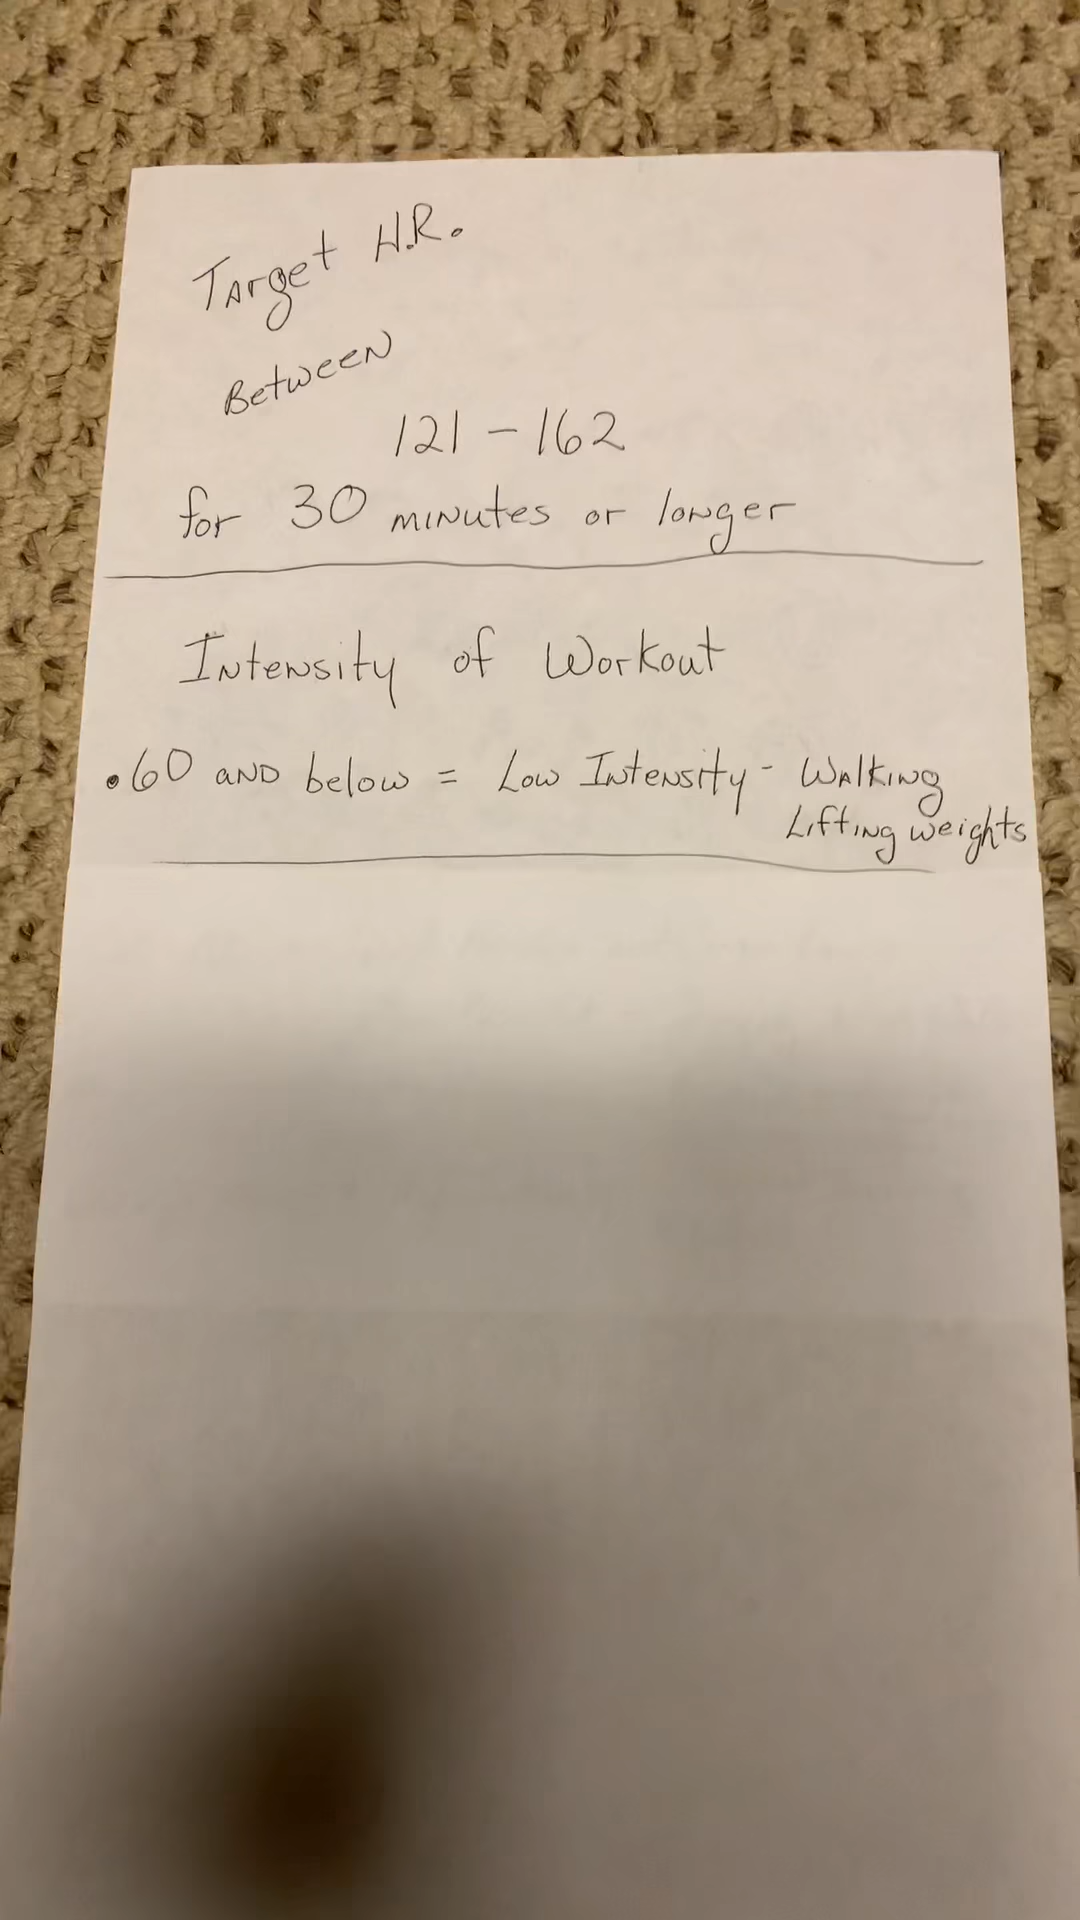 Target H.R.
Between
121 - 162
for 30 minutes or longer
Intensity of Workout
.60 and below = Low Intensity - Walking
Lifting weights